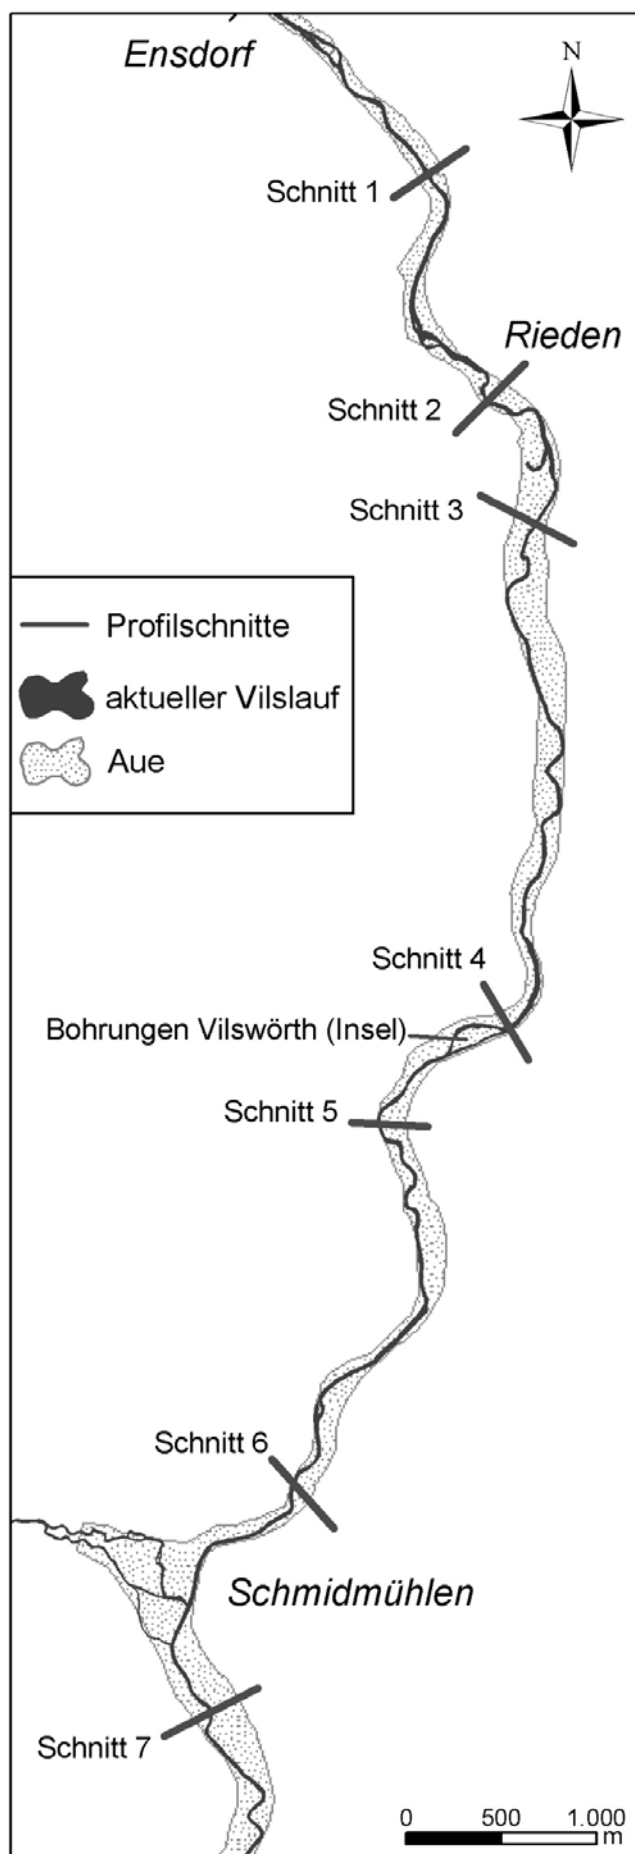 Ensdorf
N
Schnitt 1
Rieden
Schnitt 2
Schnitt 3
Profilschnitte
aktueller Vilslauf
Aue
Schnitt 4
Bohrungen Vilswörth (Insel)
Schnitt 5
Schnitt 6
Schmidmühlen
Schnitt 7
0 500 1.000
m